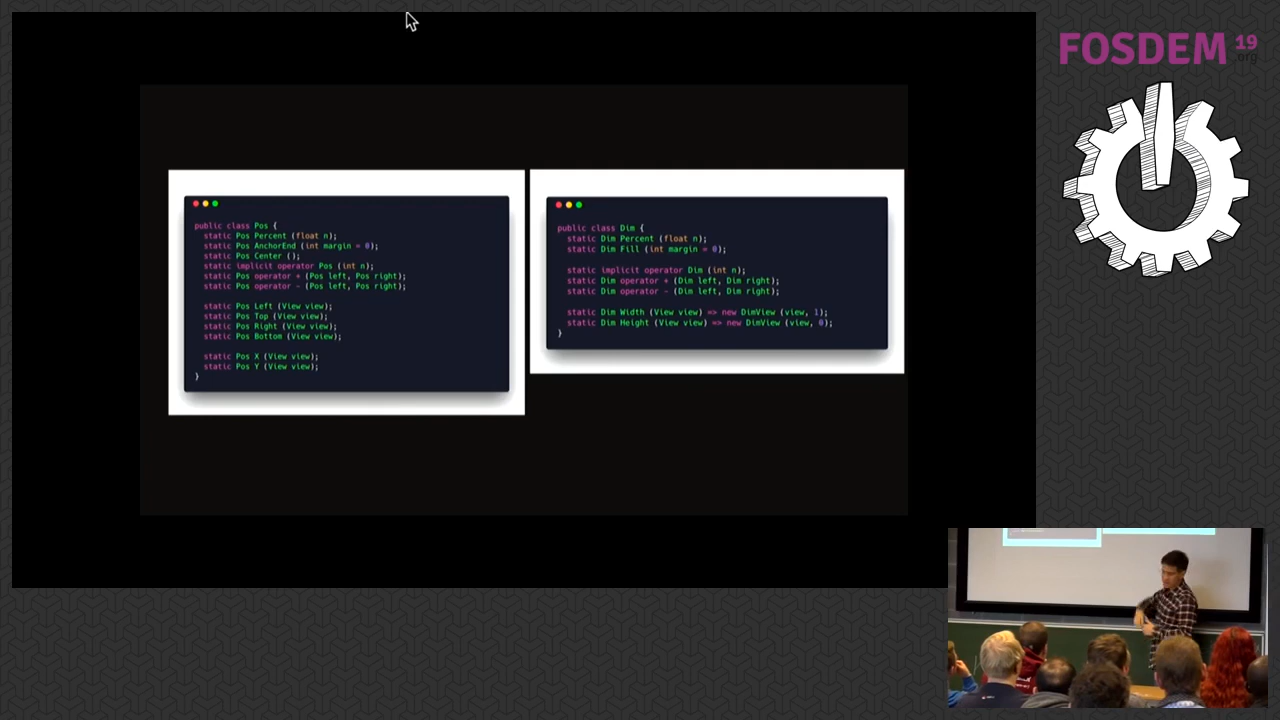 FOSDEM 19
.org
public class Pos {
static Pos Percent (float n);
static Pos AnchorEnd (int margin = 0);
static Pos Center ();
static implicit operator Pos (int n);
static Pos operator + (Pos left, Pos right);
static Pos operator - (Pos left, Pos right);
static Pos Left (View view);
static Pos Top (View view);
static Pos Right (View view);
static Pos Bottom (View view);
static Pos X (View view);
static Pos Y (View view);
}
public class Dim {
static Dim Percent (float n);
static Dim Fill (int margin = 0);
static implicit operator Dim (int n);
static Dim operator + (Dim left, Dim right);
static Dim operator - (Dim left, Dim right);
static Dim Width (View view) => new DimView (view, 1);
static Dim Height (View view) => new DimView (view, 0);
}